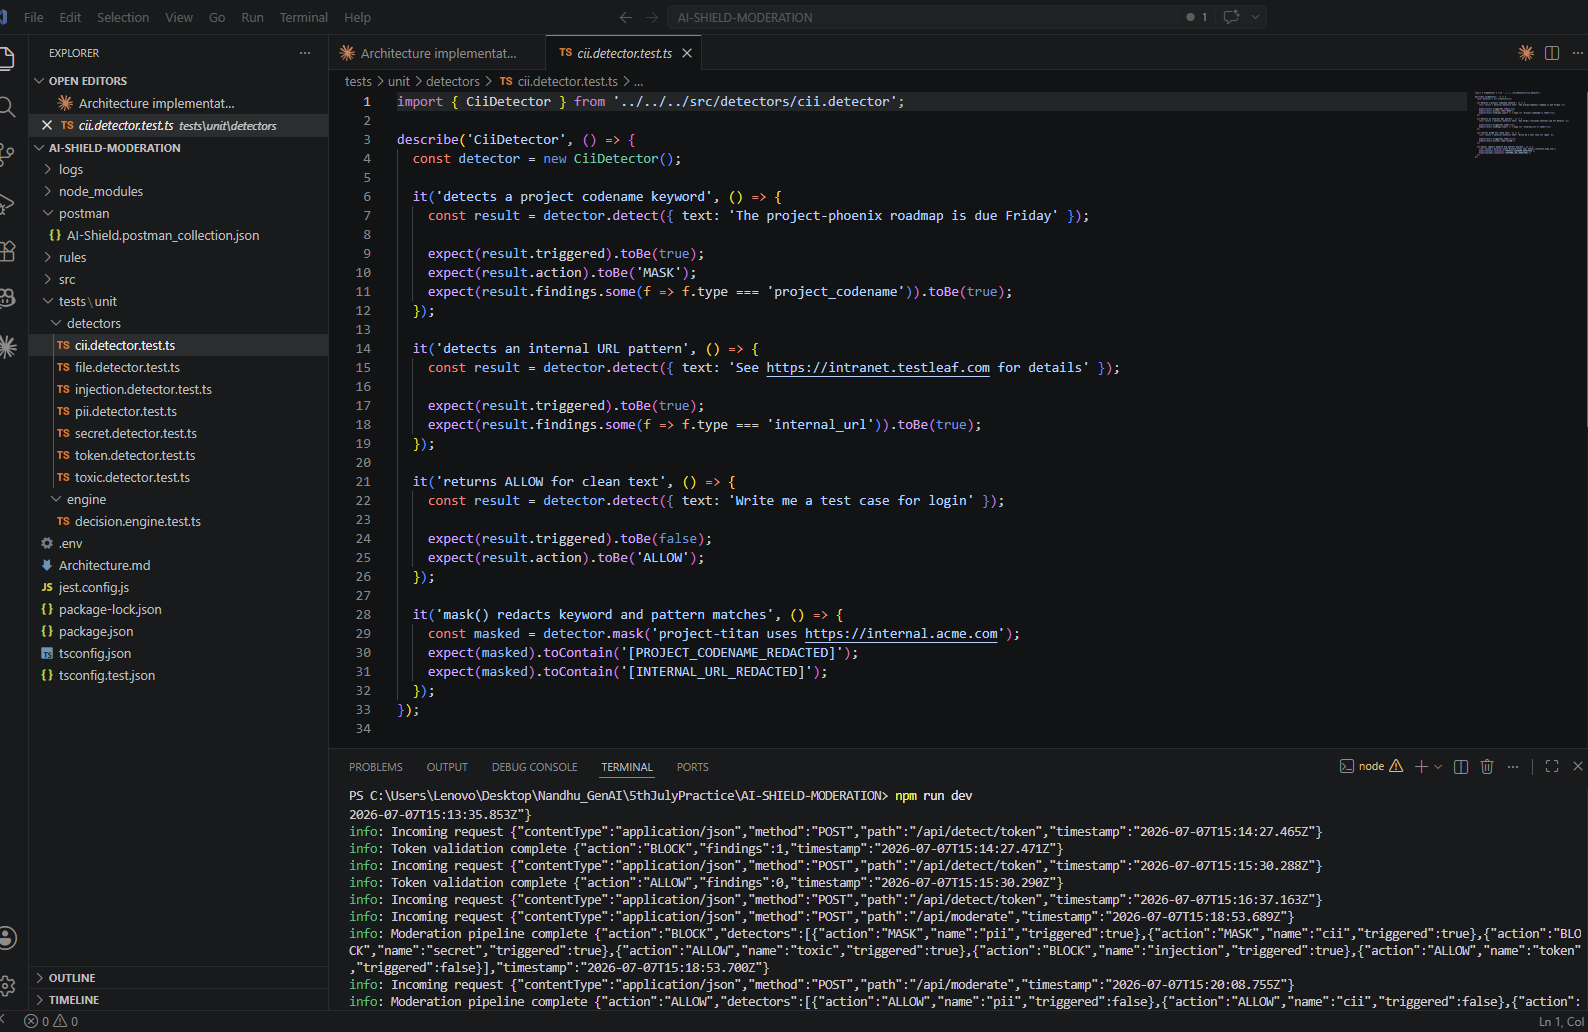 File Edit Selection View Go Run Terminal Help
AI-SHIELD-MODERATION
1
EXPLORER
OPEN EDITORS
Architecture implementat...
cii.detector.test.ts tests\unit\detectors
AI-SHIELD-MODERATION
logs
node_modules
postman
{} AI-Shield.postman_collection.json
rules
src
tests\unit
detectors
TS cii.detector.test.ts
TS file.detector.test.ts
TS injection.detector.test.ts
TS pii.detector.test.ts
TS secret.detector.test.ts
TS token.detector.test.ts
TS toxic.detector.test.ts
engine
TS decision.engine.test.ts
.env
Architecture.md
JS jest.config.js
{} package-lock.json
{} package.json
TS tsconfig.json
{} tsconfig.test.json
OUTLINE
TIMELINE
Architecture implementat...
TS cii.detector.test.ts
tests > unit > detectors > TS cii.detector.test.ts > ...
1 import { CiiDetector } from '../../../src/detectors/cii.detector';
2
3 describe('CiiDetector', () => {
4 const detector = new CiiDetector();
5
6 it('detects a project codename keyword', () => {
7 const result = detector.detect({ text: 'The project-phoenix roadmap is due Friday' });
8
9 expect(result.triggered).toBe(true);
10 expect(result.action).toBe('MASK');
11 expect(result.findings.some(f => f.type === 'project_codename')).toBe(true);
12 });
13
14 it('detects an internal URL pattern', () => {
15 const result = detector.detect({ text: 'See https://intranet.testleaf.com for details' });
16
17 expect(result.triggered).toBe(true);
18 expect(result.findings.some(f => f.type === 'internal_url')).toBe(true);
19 });
20
21 it('returns ALLOW for clean text', () => {
22 const result = detector.detect({ text: 'Write me a test case for login' });
23
24 expect(result.triggered).toBe(false);
25 expect(result.action).toBe('ALLOW');
26 });
27
28 it('mask() redacts keyword and pattern matches', () => {
29 const masked = detector.mask('project-titan uses https://internal.acme.com');
30 expect(masked).toContain('[PROJECT_CODENAME_REDACTED]');
31 expect(masked).toContain('[INTERNAL_URL_REDACTED]');
32 });
33 });
34
PROBLEMS OUTPUT DEBUG CONSOLE TERMINAL PORTS
node
PS C:\Users\Lenovo\Desktop\Nandhu_GenAI\5thJulyPractice\AI-SHIELD-MODERATION> npm run dev
2026-07-07T15:13:35.853Z"}
info: Incoming request {"contentType":"application/json","method":"POST","path":"/api/detect/token","timestamp":"2026-07-07T15:14:27.465Z"}
info: Token validation complete {"action":"BLOCK","findings":1,"timestamp":"2026-07-07T15:14:27.471Z"}
info: Incoming request {"contentType":"application/json","method":"POST","path":"/api/detect/token","timestamp":"2026-07-07T15:15:30.288Z"}
info: Token validation complete {"action":"ALLOW","findings":0,"timestamp":"2026-07-07T15:15:30.290Z"}
info: Incoming request {"contentType":"application/json","method":"POST","path":"/api/detect/token","timestamp":"2026-07-07T15:16:37.163Z"}
info: Incoming request {"contentType":"application/json","method":"POST","path":"/api/moderate","timestamp":"2026-07-07T15:18:53.689Z"}
info: Moderation pipeline complete {"action":"BLOCK","detectors":[{"action":"MASK","name":"pii","triggered":true},{"action":"MASK","name":"cii","triggered":true},{"action":"BLO
CK","name":"secret","triggered":true},{"action":"ALLOW","name":"toxic","triggered":true},{"action":"BLOCK","name":"injection","triggered":true},{"action":"ALLOW","name":"token"
,"triggered":false}],"timestamp":"2026-07-07T15:18:53.700Z"}
info: Incoming request {"contentType":"application/json","method":"POST","path":"/api/moderate","timestamp":"2026-07-07T15:20:08.755Z"}
info: Moderation pipeline complete {"action":"ALLOW","detectors":[{"action":"ALLOW","name":"pii","triggered":false},{"action":"ALLOW","name":"cii","triggered":false},{"action":
0 0
Ln 1, Col